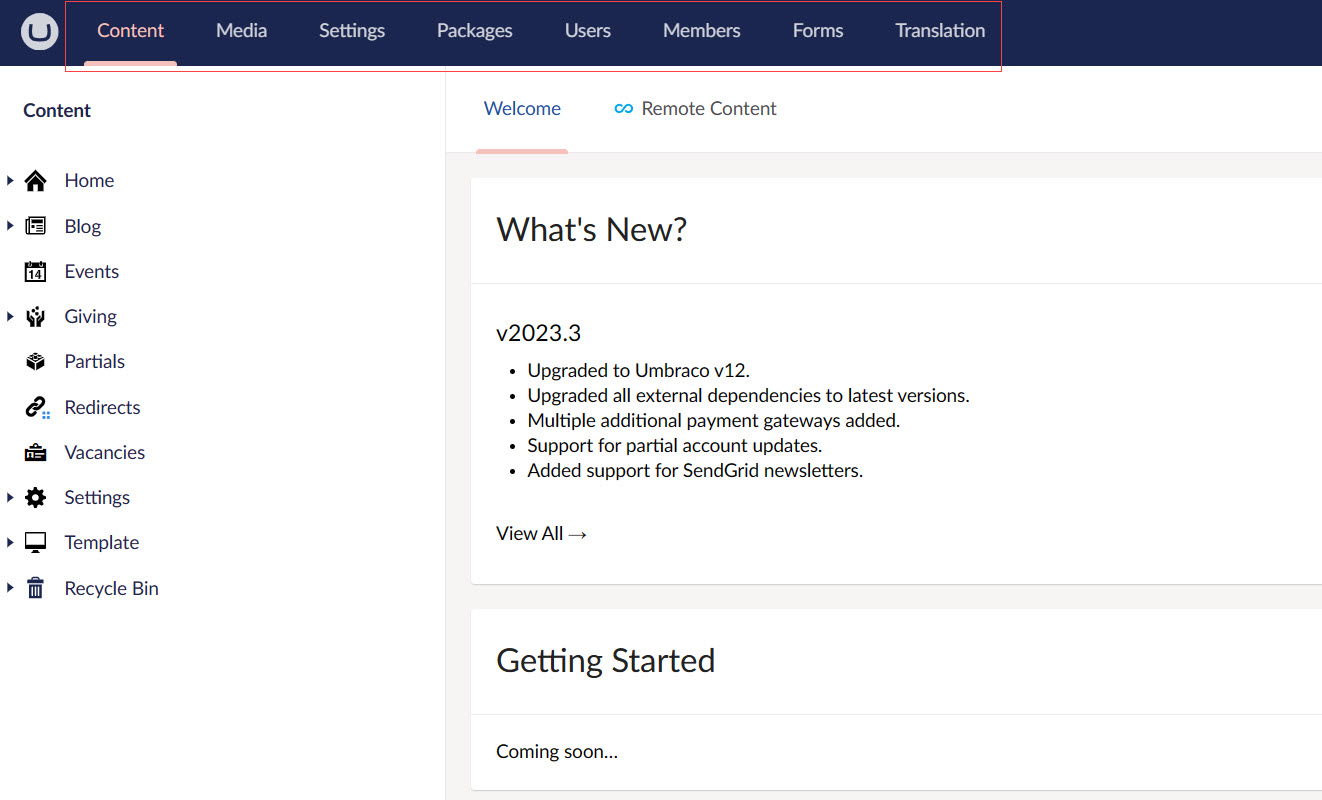 Content Media Settings Packages Users Members Forms Translation
Content
Home
Blog
14
Events
Giving
Partials
Redirects
Vacancies
Settings
Template
Recycle Bin
Welcome Remote Content
What's New?
v2023.3
• Upgraded to Umbraco v12.
• Upgraded all external dependencies to latest versions.
• Multiple additional payment gateways added.
• Support for partial account updates.
• Added support for SendGrid newsletters.
View All →
Getting Started
Coming soon...